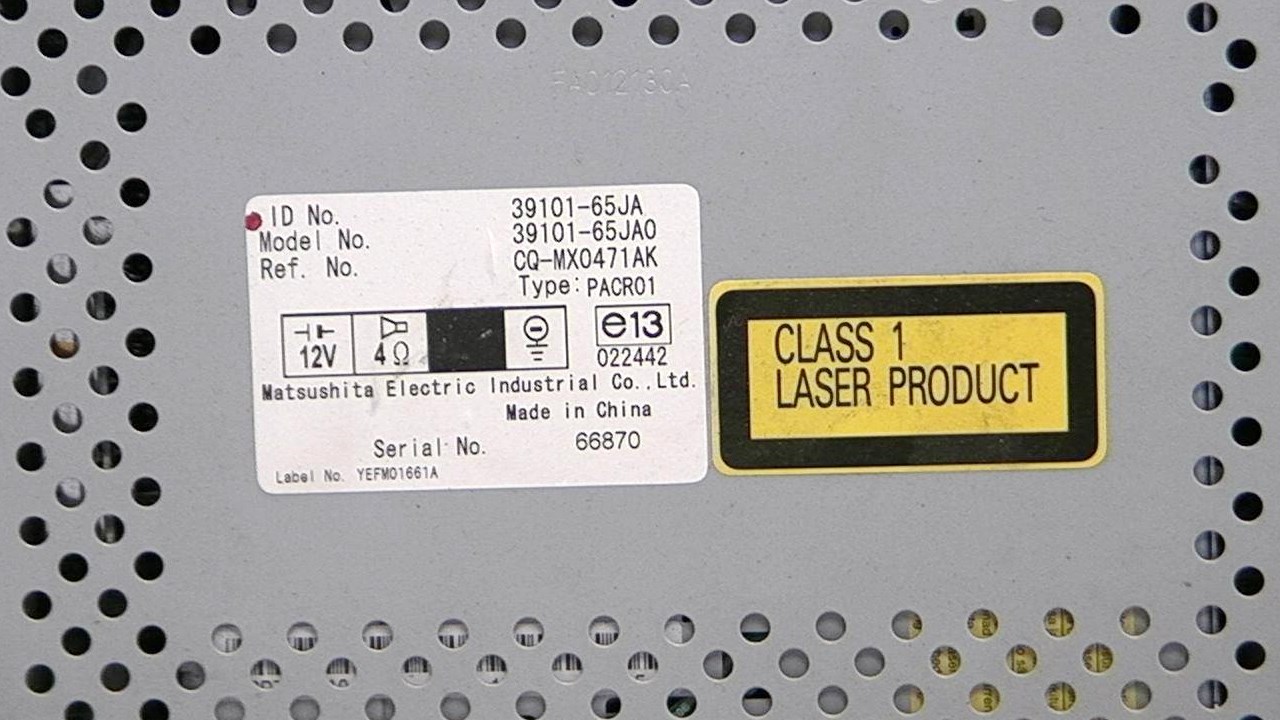 FA012130A
ID No. 39101-65JA
Model No. 39101-65JA0
Ref. No. CQ-MX0471AK
Type: PACR01
12V 4Ω e13
022442
Matsushita Electric Industrial Co.,Ltd.
Made in China
Serial No. 66870
Label No. YEFM01661A
CLASS 1
LASER PRODUCT